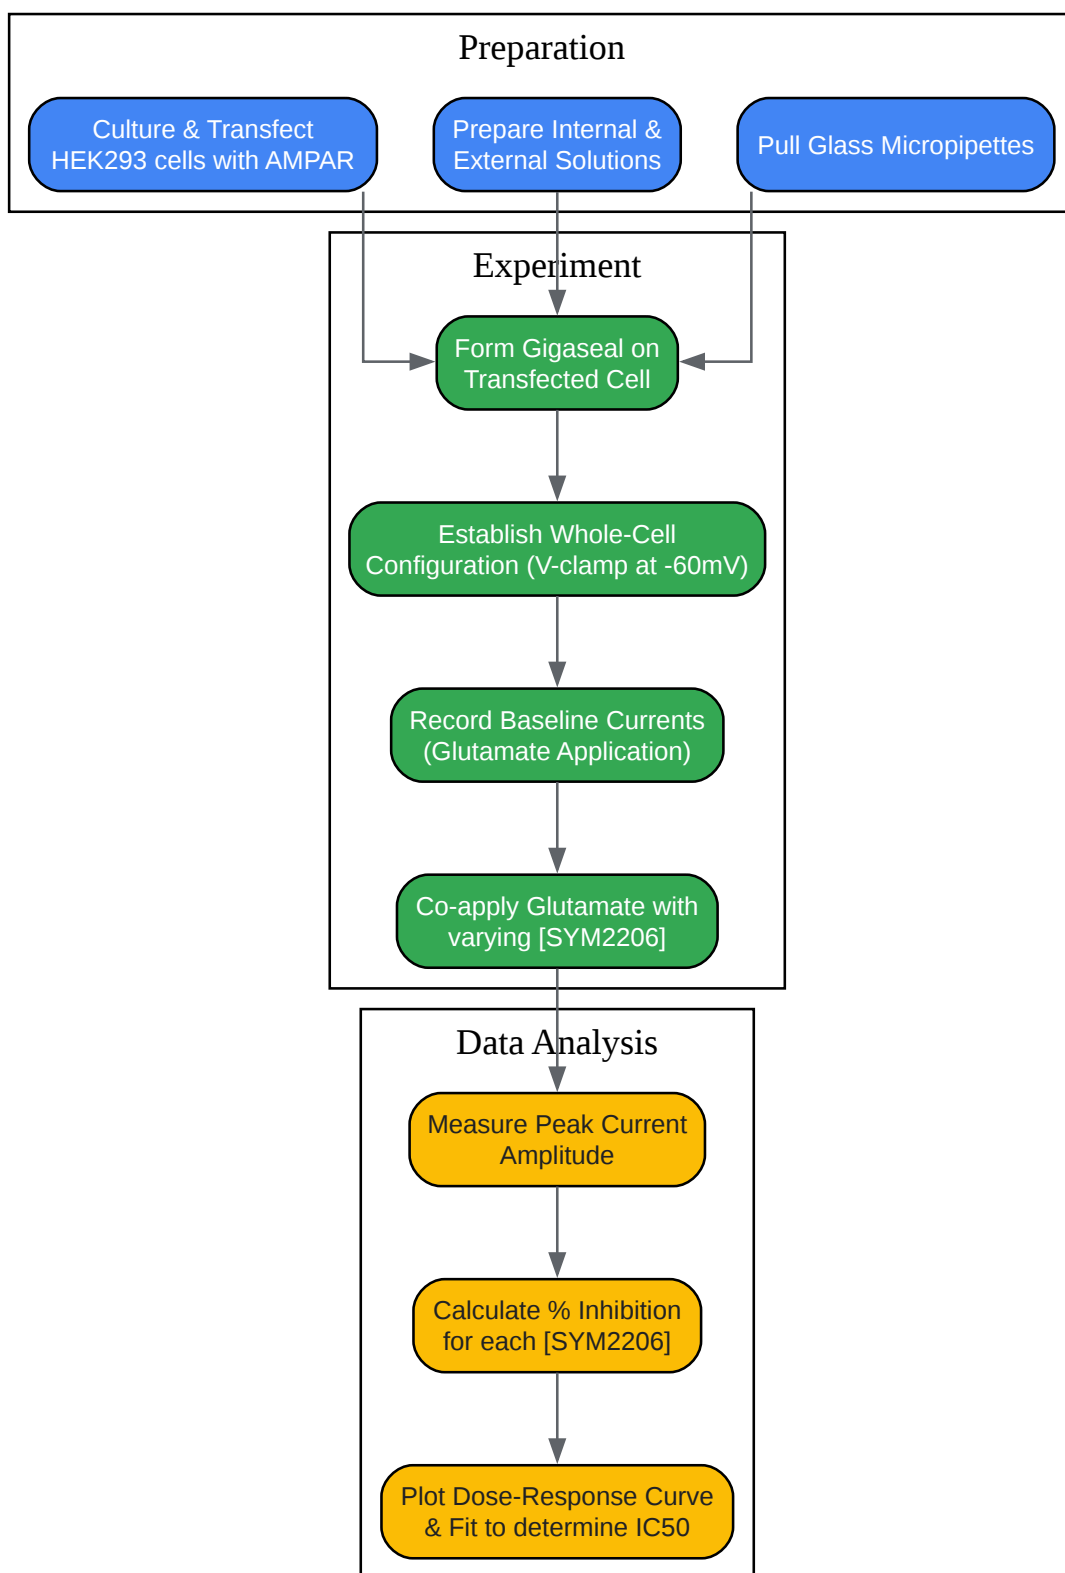 Preparation
Culture & Transfect
HEK293 cells with AMPAR
Prepare Internal &
External Solutions
Pull Glass Micropipettes
Experiment
Form Gigaseal on
Transfected Cell
Establish Whole-Cell
Configuration (V-clamp at -60mV)
Record Baseline Currents
(Glutamate Application)
Co-apply Glutamate with
varying [SYM2206]
Data Analysis
Measure Peak Current
Amplitude
Calculate % Inhibition
for each [SYM2206]
Plot Dose-Response Curve
& Fit to determine IC50